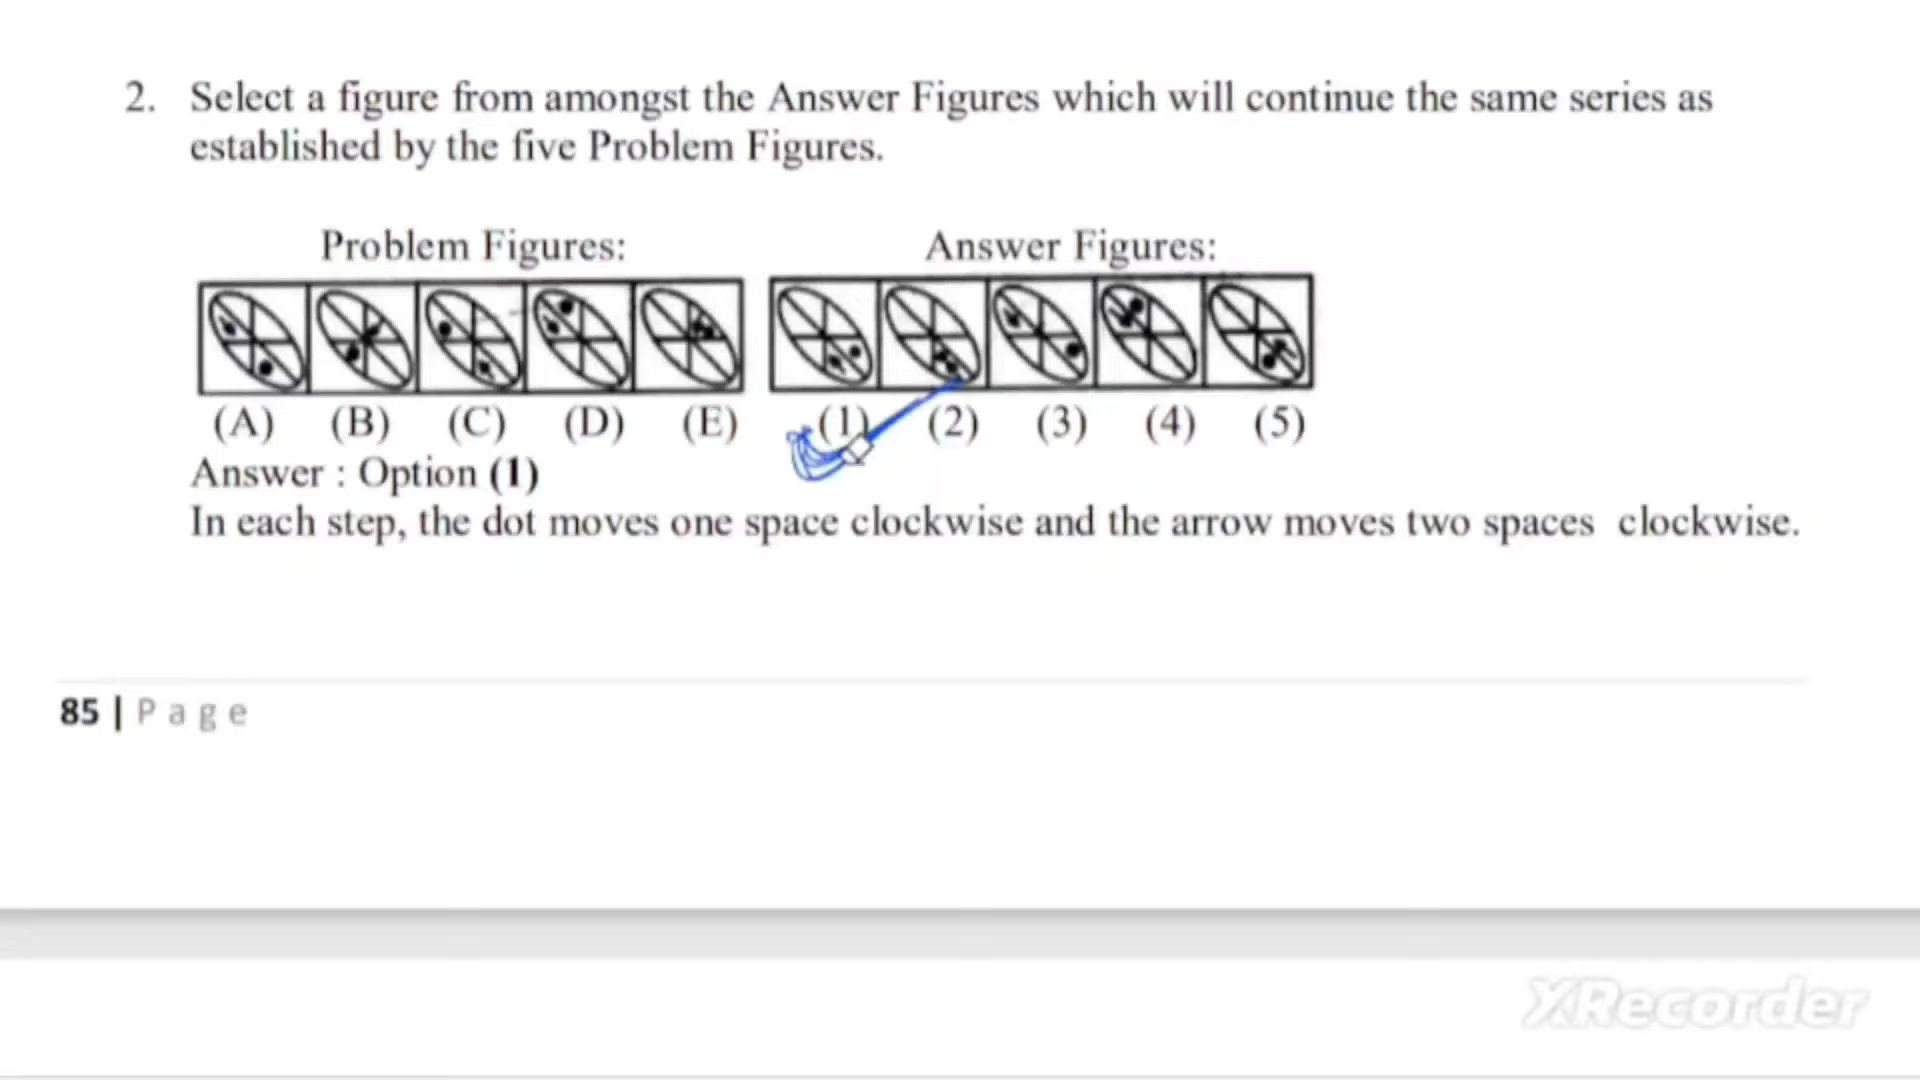 2. Select a figure from amongst the Answer Figures which will continue the same series as
established by the five Problem Figures.
Problem Figures: Answer Figures:
(A) (B) (C) (D) (E) (1) (2) (3) (4) (5)
Answer : Option (1)
In each step, the dot moves one space clockwise and the arrow moves two spaces clockwise.
85 | Page
XRecorder